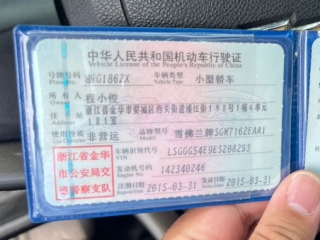 中华人民共和国机动车行驶证
Vehicle License of the People's Republic of China
号牌号码 浙G1862X 车辆类型 小型轿车
Plate No. Vehicle Type
所有人 程小俊
Owner
住址 浙江省金华市婺城区西关街道
Address
使用性质 非营运 品牌型号 雪佛兰牌SGM7162EAA1
Use Character Model
浙江省金华市公安局交通警察支队
车辆识别代号
VIN
发动机号码 142340246
Engine No.
注册日期 2015-03-31 发证日期 2015-03-31
Register Date Issue Date